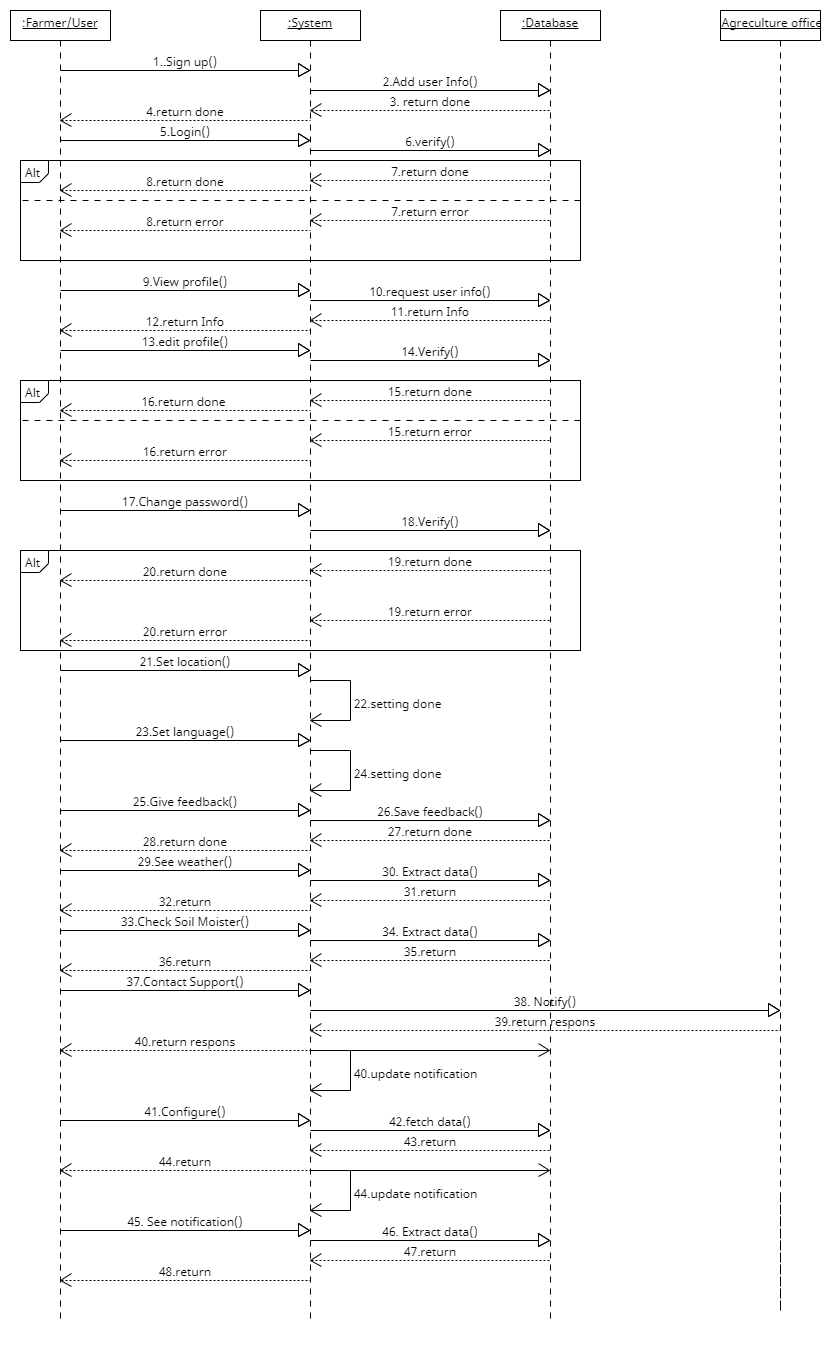 :Farmer/User
:System
:Database
Agreculture office
1..Sign up()
2.Add user Info()
3. return done
4.return done
5.Login()
6.verify()
Alt
7.return done
8.return done
7.return error
8.return error
9.View profile()
10.request user info()
11.return Info
12.return Info
13.edit profile()
14.Verify()
Alt
15.return done
16.return done
15.return error
16.return error
17.Change password()
18.Verify()
Alt
19.return done
20.return done
19.return error
20.return error
21.Set location()
22.setting done
23.Set language()
24.setting done
25.Give feedback()
26.Save feedback()
27.return done
28.return done
29.See weather()
30. Extract data()
31.return
32.return
33.Check Soil Moister()
34. Extract data()
35.return
36.return
37.Contact Support()
38. Notify()
39.return respons
40.return respons
40.update notification
41.Configure()
42.fetch data()
43.return
44.return
44.update notification
45. See notification()
46. Extract data()
47.return
48.return